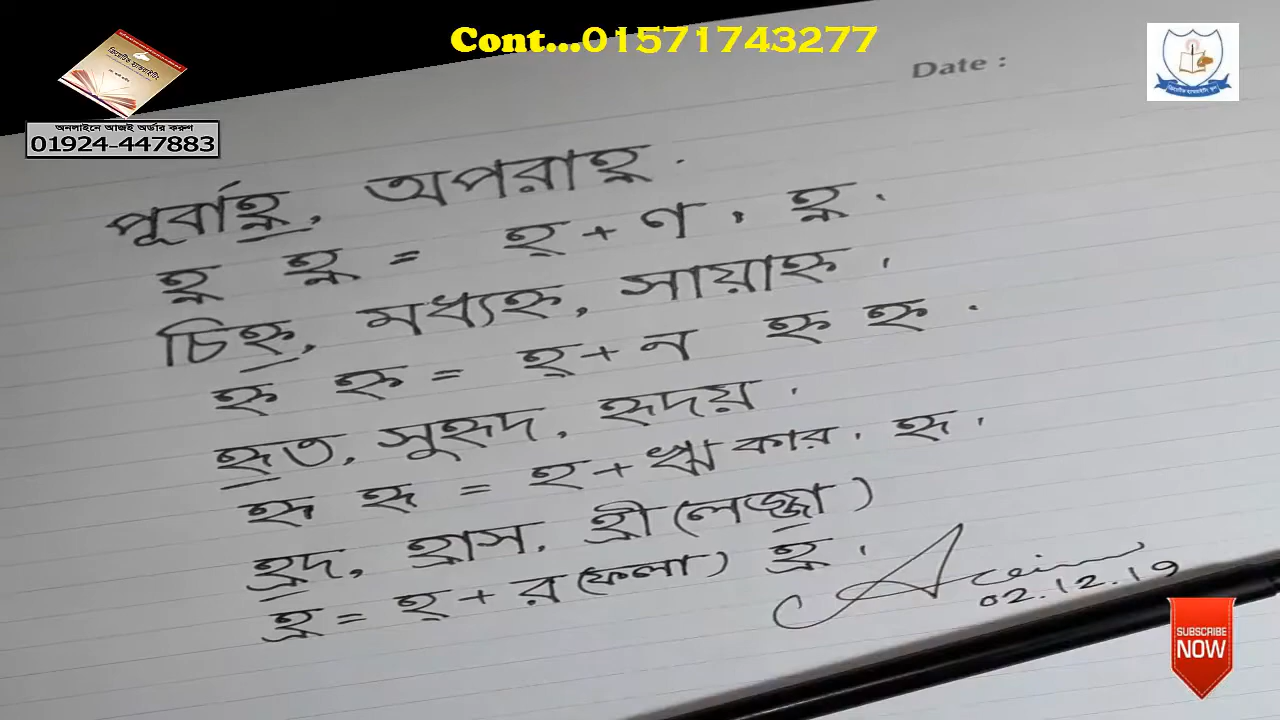 Cont...01571743277
Date :
অনলাইনে আজই অর্ডার করুণ
01924-447883
পূর্বাহ্ণ, অপরাহ্ণ.
হ্ণ হ্ণ = হ্ + ণ, হ্ণ.
চিহ্ন, মধ্যহ্ন, সায়াহ্ন,
হ্ন হ্ন = হ্ + ন হ্ন হ্ন.
হৃত, সুহৃদ, হৃদয়.
হৃ হৃ = হ + ঋ কার. হৃ.
হ্রদ, হ্রাস, হ্রী (লজ্জা)
হ্র = হ্ + র (ফলা) হ্র.
02.12.19
SUBSCRIBE
NOW